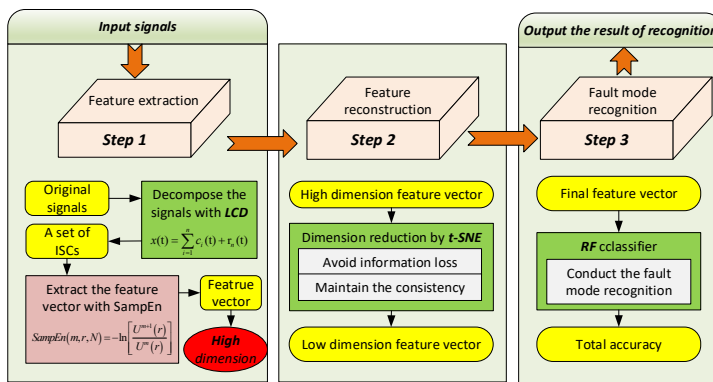 Input signals
Feature extraction
Step 1
Original
signals
Decompose the
signals with LCD
x(t) = ∑_{i=1}^{n} c_i(t) + r_n(t)
A set of
ISCs
Extract the feature
vector with SampEn
SampEn(m,r,N) = −ln[U^{m+1}(r) / U^m(r)]
Featrue
vector
High
dimension
Feature
reconstruction
Step 2
High dimension feature vector
Dimension reduction by t-SNE
Avoid information loss
Maintain the consistency
Low dimension feature vector
Output the result of recognition
Fault mode
recognition
Step 3
Final feature vector
RF cclassifier
Conduct the fault
mode recognition
Total accuracy